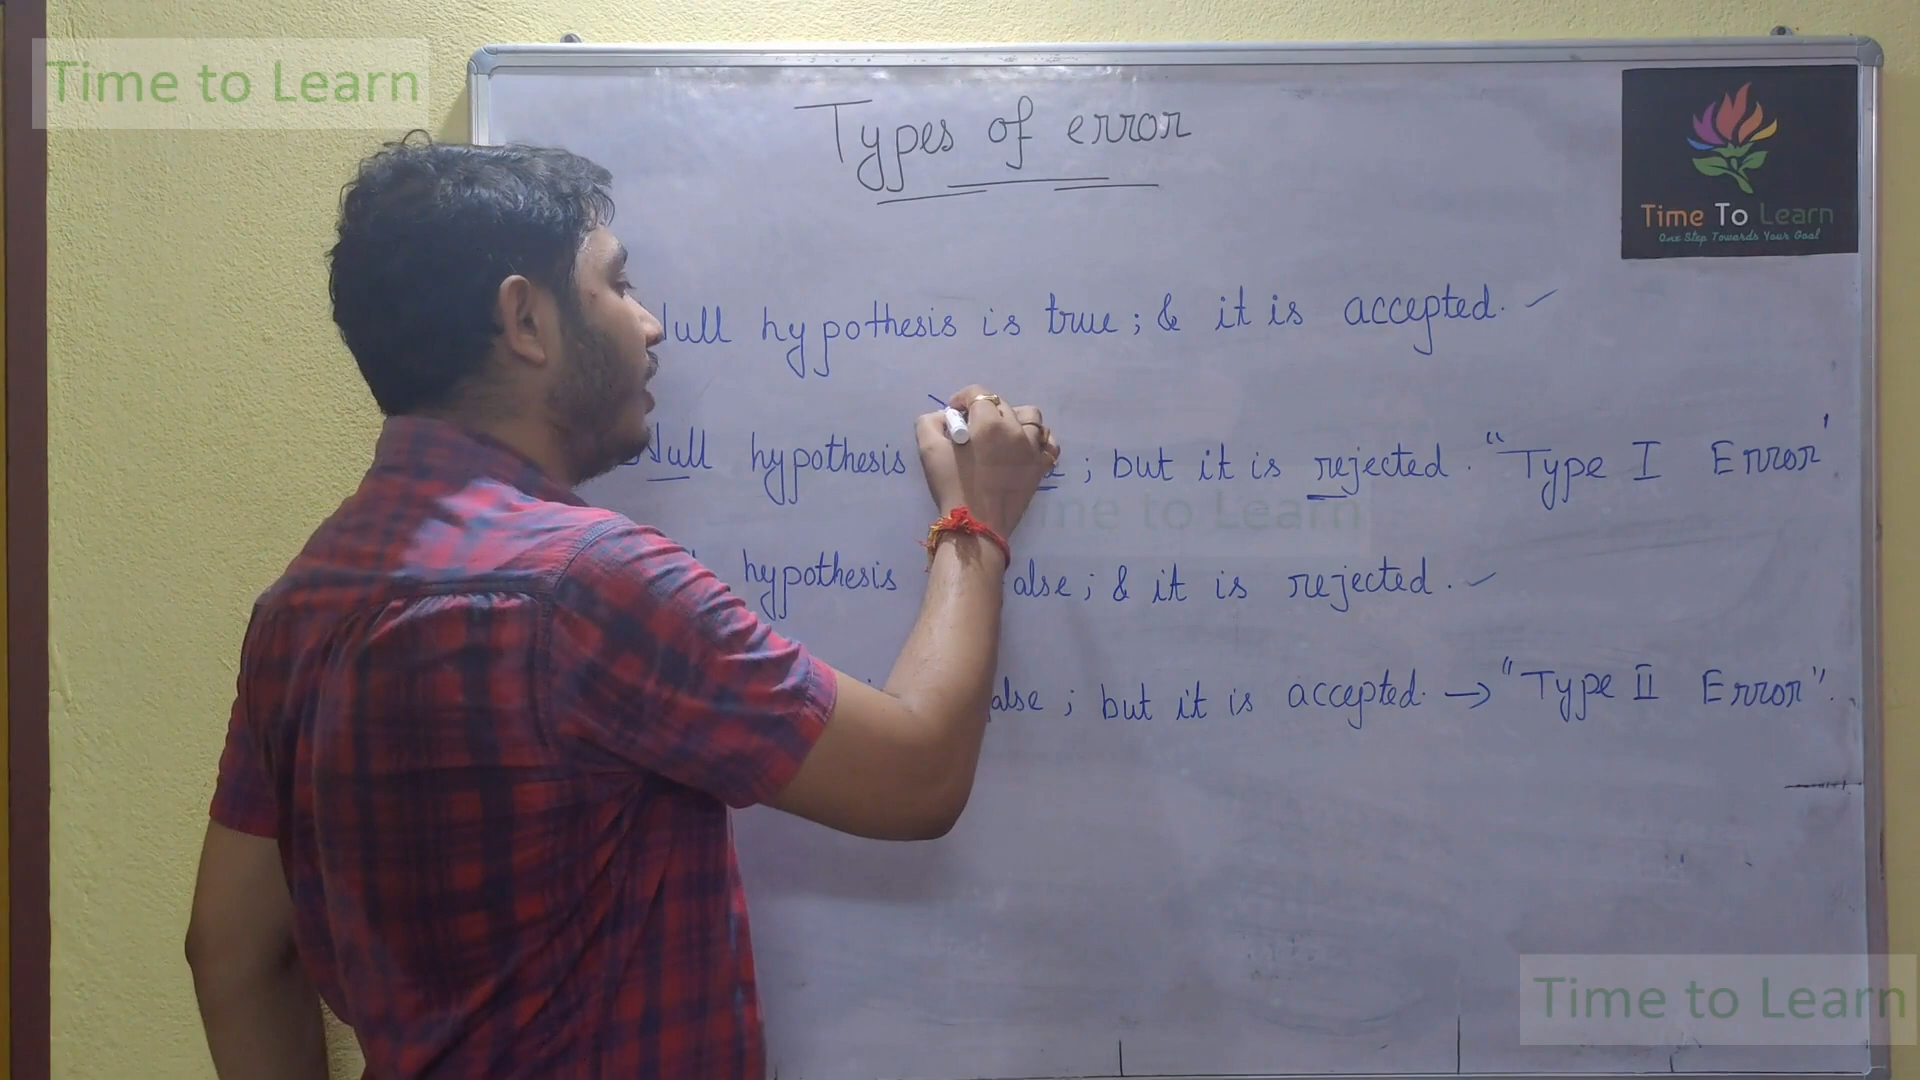 Time to Learn
Types of error
Time To Learn
One Step Towards Your Goal
Null hypothesis is true; & it is accepted.
Null hypothesis ; but it is rejected. "Type I Error'
Time to Learn
hypothesis alse; & it is rejected.
alse ; but it is accepted. → "Type II Error".
Time to Learn